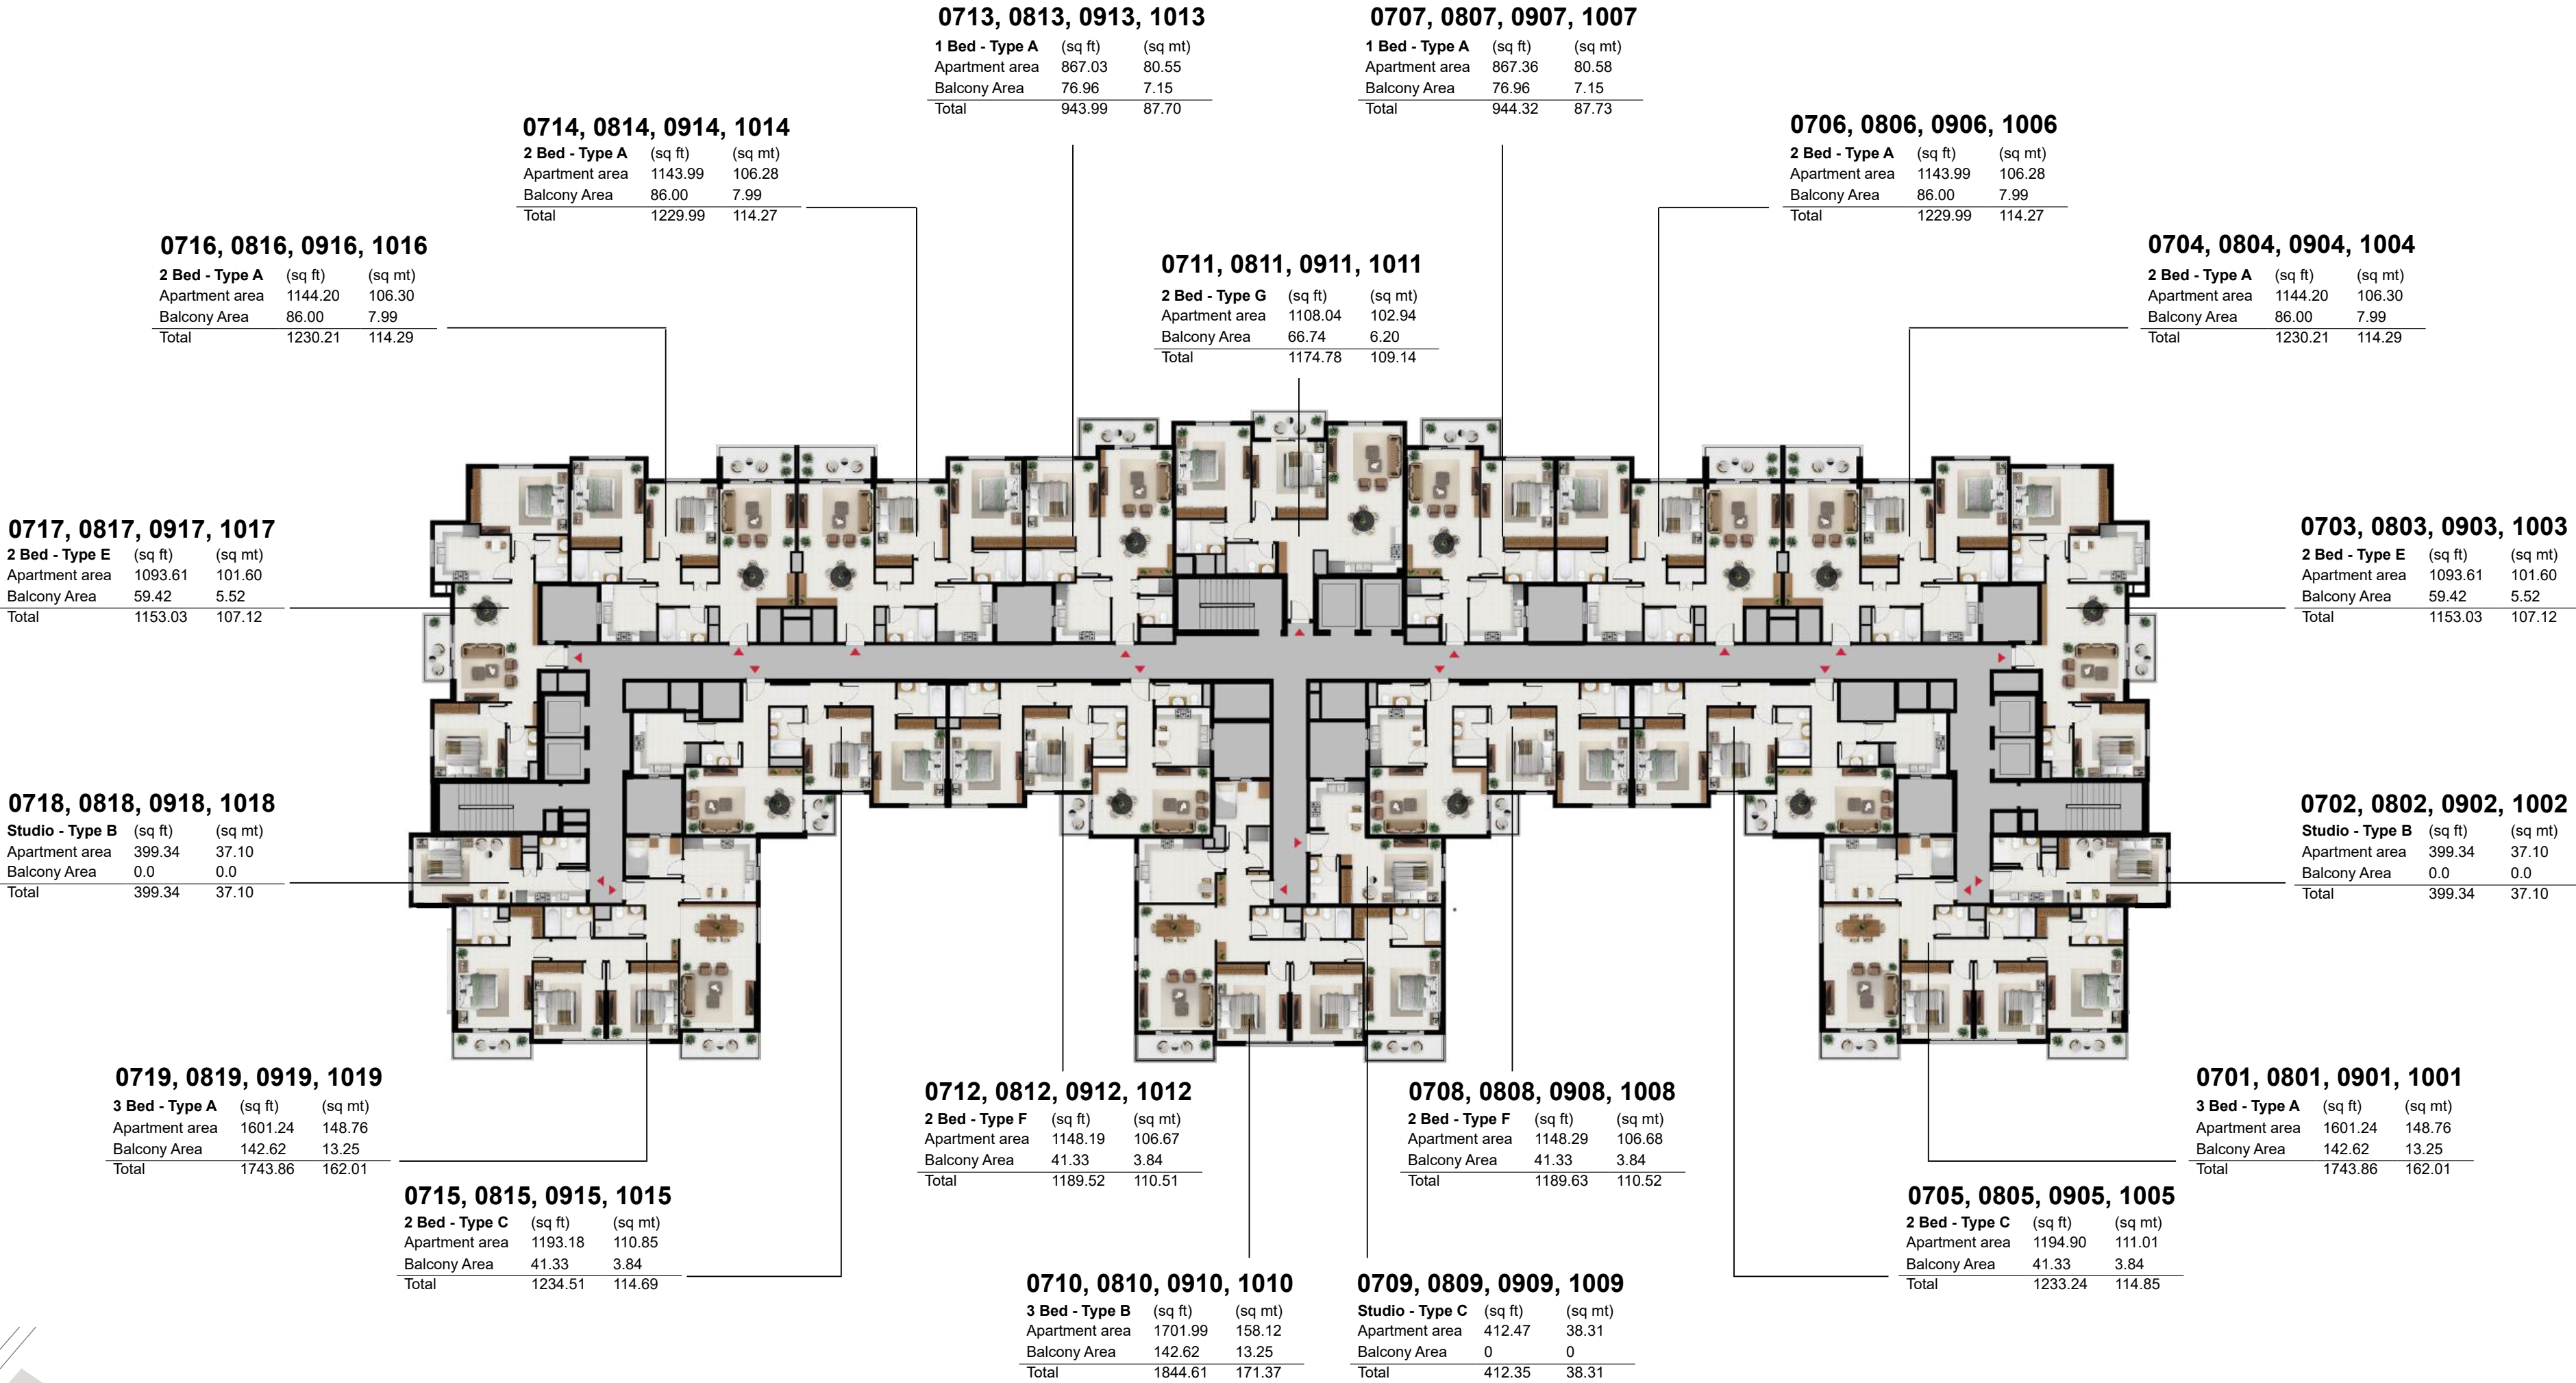 0713, 0813, 0913, 1013
1 Bed - Type A (sq ft) (sq mt)
Apartment area 867.03 80.55
Balcony Area 76.96 7.15
Total 943.99 87.70
0707, 0807, 0907, 1007
1 Bed - Type A (sq ft) (sq mt)
Apartment area 867.36 80.58
Balcony Area 76.96 7.15
Total 944.32 87.73
0714, 0814, 0914, 1014
2 Bed - Type A (sq ft) (sq mt)
Apartment area 1143.99 106.28
Balcony Area 86.00 7.99
Total 1229.99 114.27
0706, 0806, 0906, 1006
2 Bed - Type A (sq ft) (sq mt)
Apartment area 1143.99 106.28
Balcony Area 86.00 7.99
Total 1229.99 114.27
0716, 0816, 0916, 1016
2 Bed - Type A (sq ft) (sq mt)
Apartment area 1144.20 106.30
Balcony Area 86.00 7.99
Total 1230.21 114.29
0711, 0811, 0911, 1011
2 Bed - Type G (sq ft) (sq mt)
Apartment area 1108.04 102.94
Balcony Area 66.74 6.20
Total 1174.78 109.14
0704, 0804, 0904, 1004
2 Bed - Type A (sq ft) (sq mt)
Apartment area 1144.20 106.30
Balcony Area 86.00 7.99
Total 1230.21 114.29
0717, 0817, 0917, 1017
2 Bed - Type E (sq ft) (sq mt)
Apartment area 1093.61 101.60
Balcony Area 59.42 5.52
Total 1153.03 107.12
0703, 0803, 0903, 1003
2 Bed - Type E (sq ft) (sq mt)
Apartment area 1093.61 101.60
Balcony Area 59.42 5.52
Total 1153.03 107.12
0718, 0818, 0918, 1018
Studio - Type B (sq ft) (sq mt)
Apartment area 399.34 37.10
Balcony Area 0.0 0.0
Total 399.34 37.10
0702, 0802, 0902, 1002
Studio - Type B (sq ft) (sq mt)
Apartment area 399.34 37.10
Balcony Area 0.0 0.0
Total 399.34 37.10
0719, 0819, 0919, 1019
3 Bed - Type A (sq ft) (sq mt)
Apartment area 1601.24 148.76
Balcony Area 142.62 13.25
Total 1743.86 162.01
0712, 0812, 0912, 1012
2 Bed - Type F (sq ft) (sq mt)
Apartment area 1148.19 106.67
Balcony Area 41.33 3.84
Total 1189.52 110.51
0708, 0808, 0908, 1008
2 Bed - Type F (sq ft) (sq mt)
Apartment area 1148.29 106.68
Balcony Area 41.33 3.84
Total 1189.63 110.52
0701, 0801, 0901, 1001
3 Bed - Type A (sq ft) (sq mt)
Apartment area 1601.24 148.76
Balcony Area 142.62 13.25
Total 1743.86 162.01
0715, 0815, 0915, 1015
2 Bed - Type C (sq ft) (sq mt)
Apartment area 1193.18 110.85
Balcony Area 41.33 3.84
Total 1234.51 114.69
0705, 0805, 0905, 1005
2 Bed - Type C (sq ft) (sq mt)
Apartment area 1194.90 111.01
Balcony Area 41.33 3.84
Total 1233.24 114.85
0710, 0810, 0910, 1010
3 Bed - Type B (sq ft) (sq mt)
Apartment area 1701.99 158.12
Balcony Area 142.62 13.25
Total 1844.61 171.37
0709, 0809, 0909, 1009
Studio - Type C (sq ft) (sq mt)
Apartment area 412.47 38.31
Balcony Area 0 0
Total 412.35 38.31